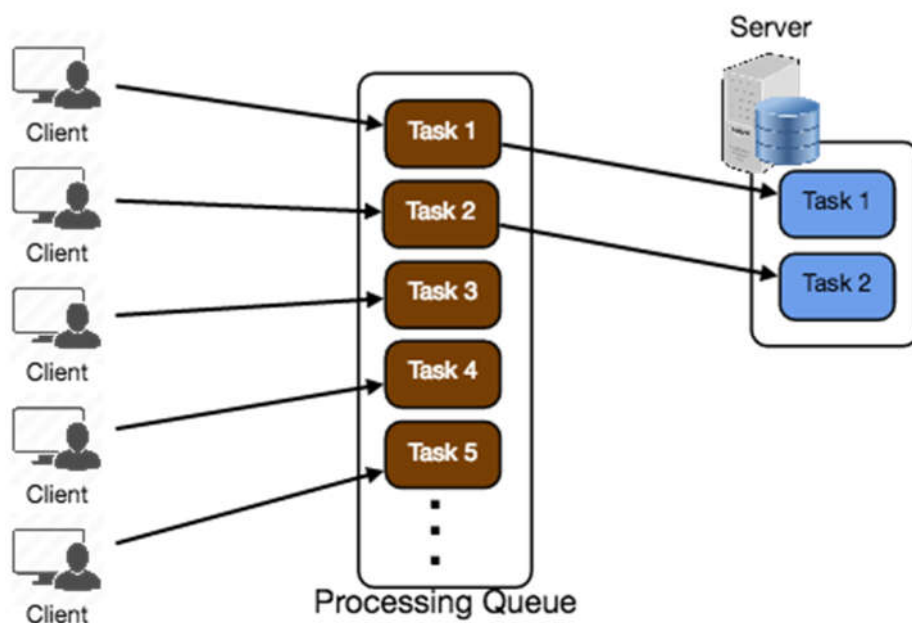 Server
Client
Client
Client
Client
Client
Task 1
Task 2
Task 3
Task 4
Task 5
Processing Queue
Task 1
Task 2